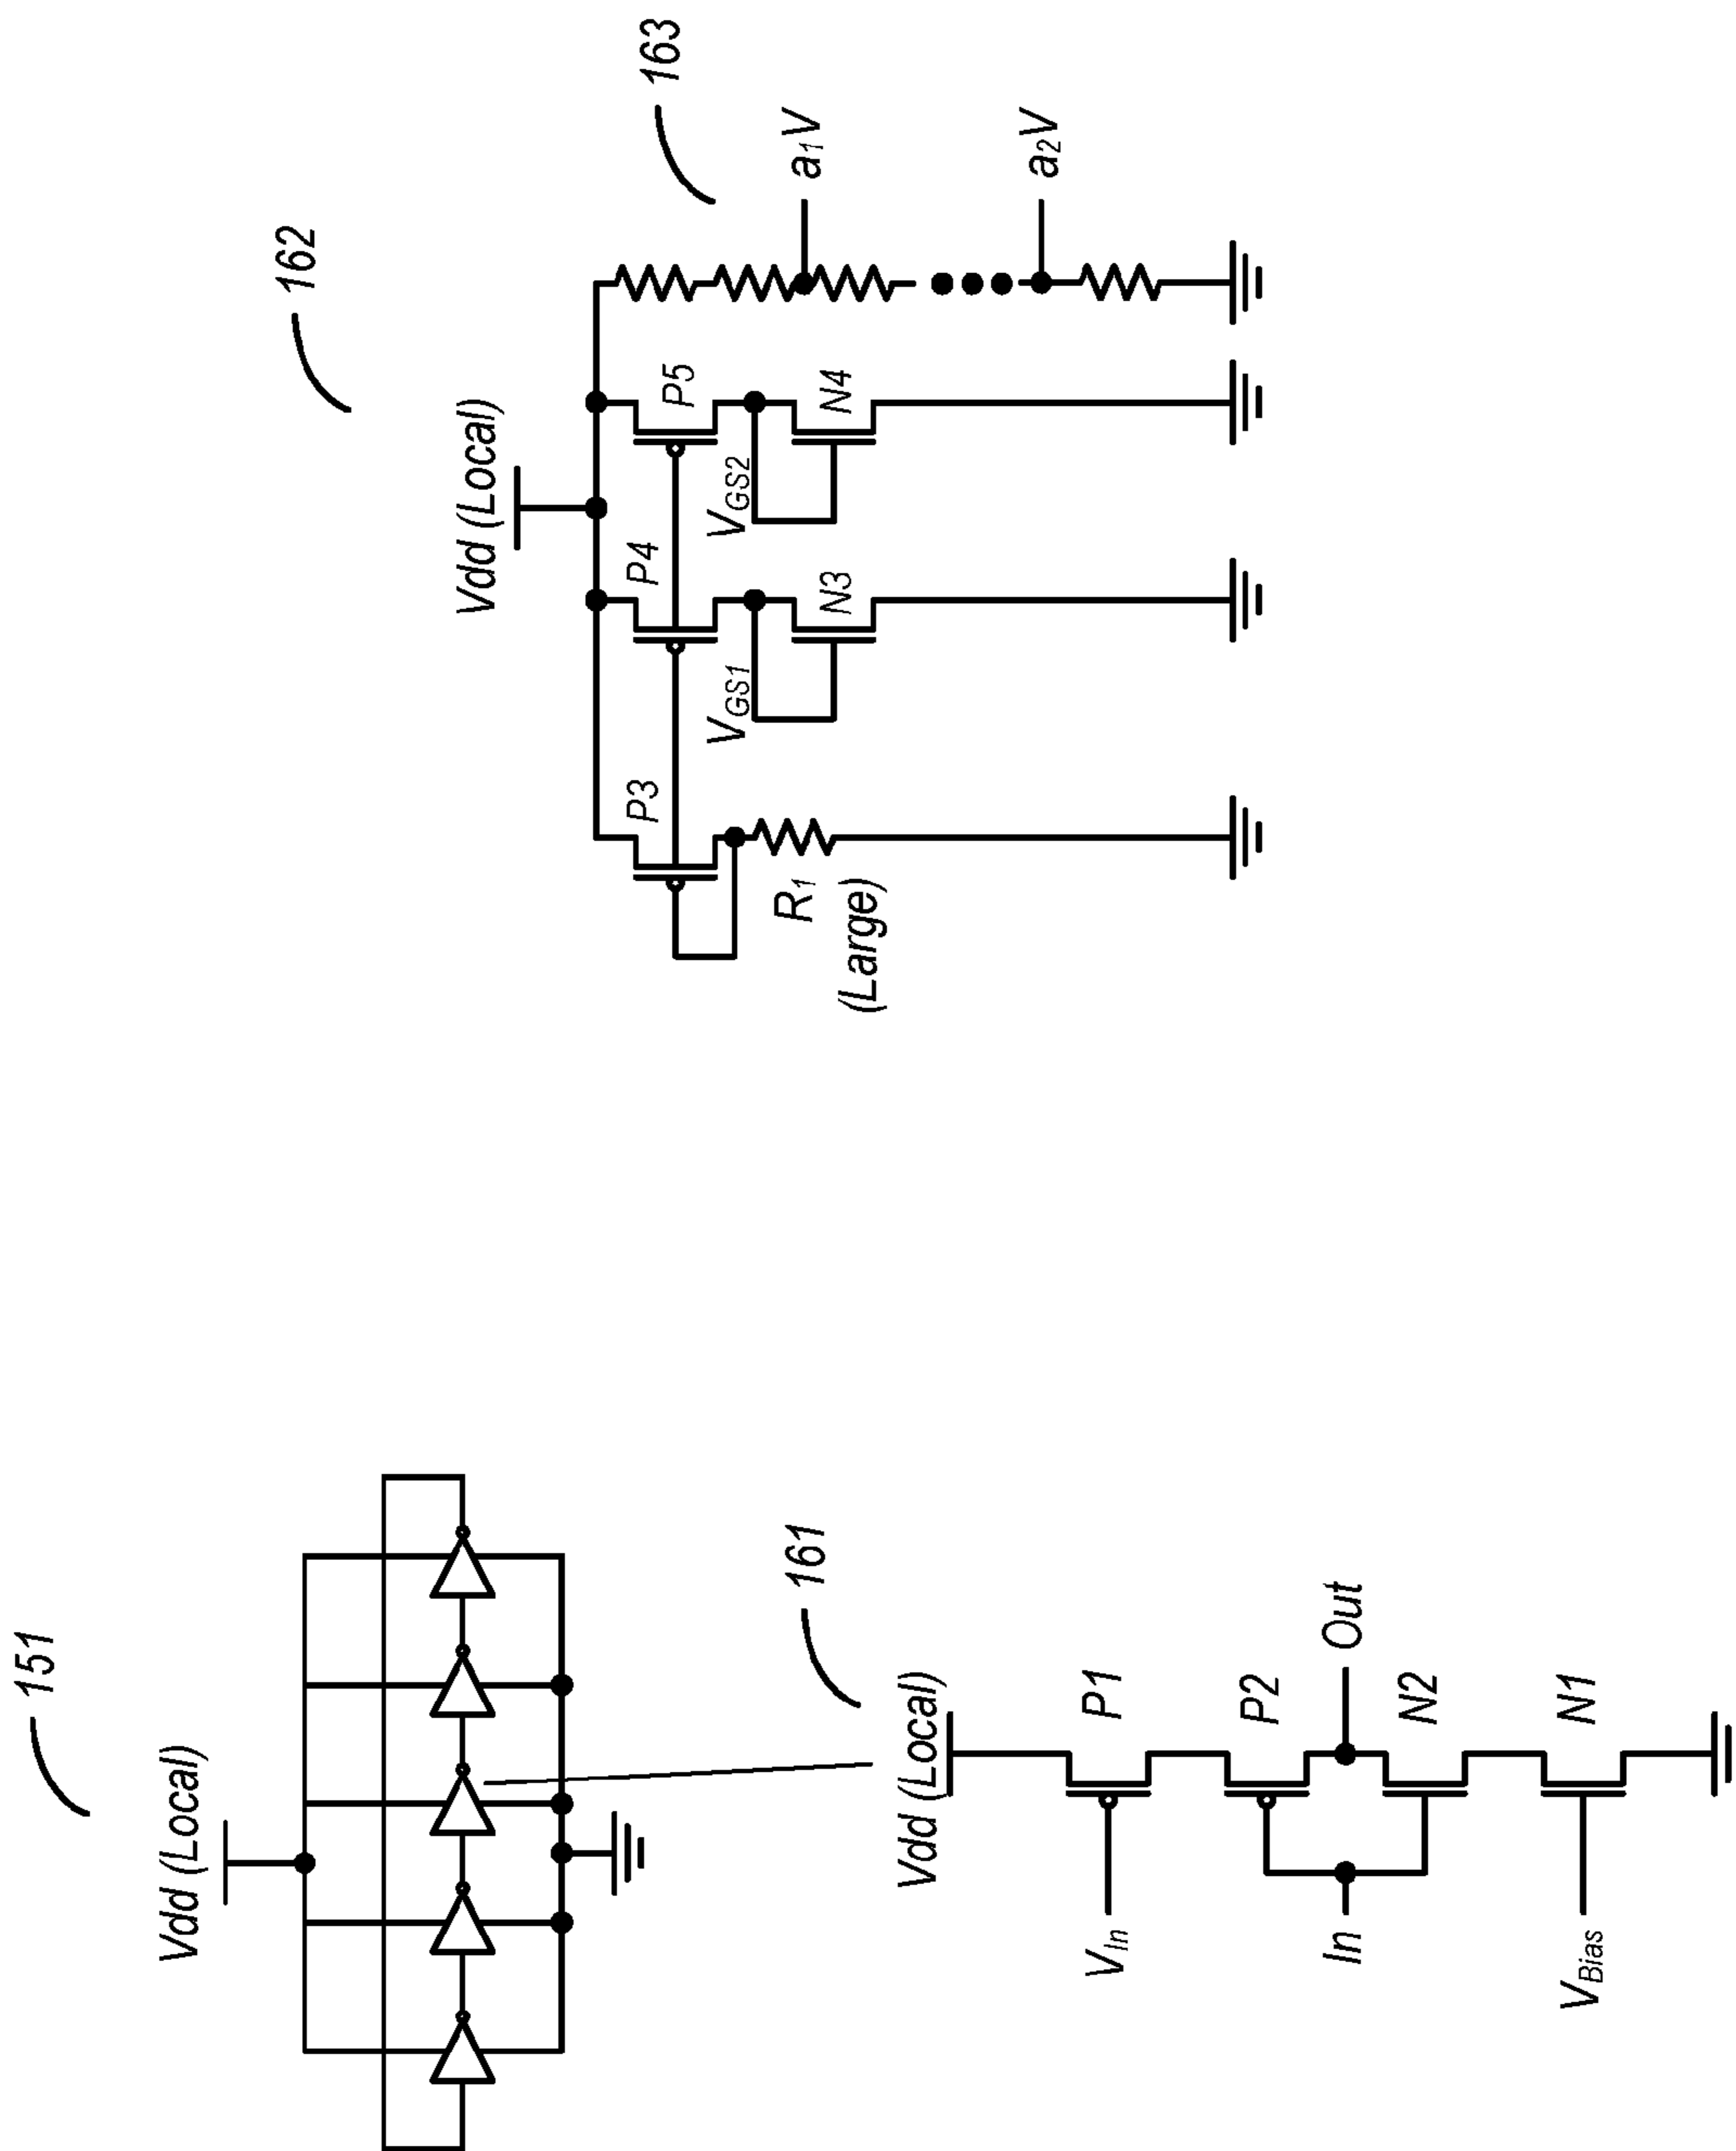 151
Vdd (Local)
161
Vdd (Local)
VIn
P1
P2
In
Out
N2
VBias
N1
162
Vdd (Local)
163
P3
P4
P5
VGS1
VGS2
R1
(Large)
N3
N4
a1V
a2V